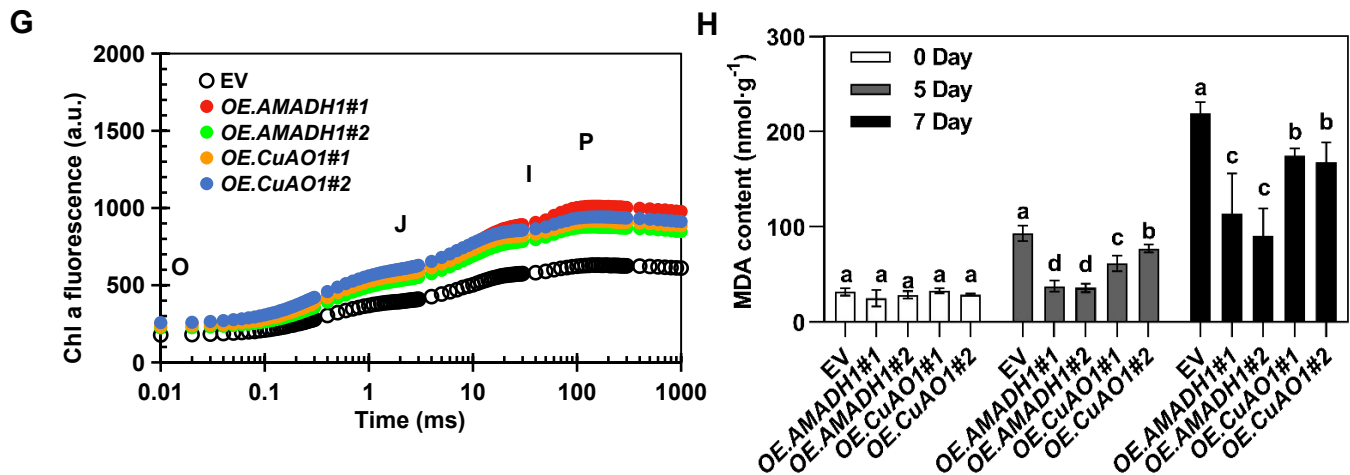 G
2000
1500
1000
500
0
Chl a fluorescence (a.u.)
EV
OE.AMADH1#1
OE.AMADH1#2
OE.CuAO1#1
OE.CuAO1#2
O
J
I
P
0.01 0.1 1 10 100 1000
Time (ms)
H
300
200
100
0
MDA content (nmol·g⁻¹)
0 Day
5 Day
7 Day
a a a a a
a d d c b
a c c b b
EV
OE.AMADH1#1
OE.AMADH1#2
OE.CuAO1#1
OE.CuAO1#2
EV
OE.AMADH1#1
OE.AMADH1#2
OE.CuAO1#1
OE.CuAO1#2
EV
OE.AMADH1#1
OE.AMADH1#2
OE.CuAO1#1
OE.CuAO1#2